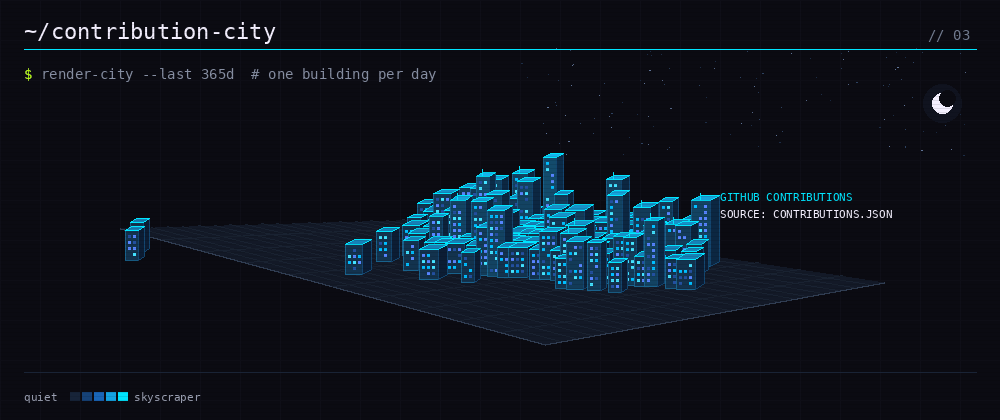 ~/contribution-city
// 03
$ render-city --last 365d  # one building per day
GITHUB CONTRIBUTIONS
SOURCE: CONTRIBUTIONS.JSON
quiet
skyscraper